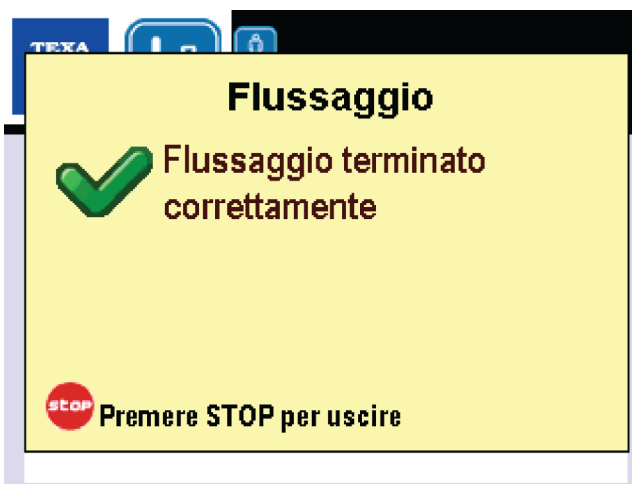 TEXA
Flussaggio
Flussaggio terminato
correttamente
stop Premere STOP per uscire